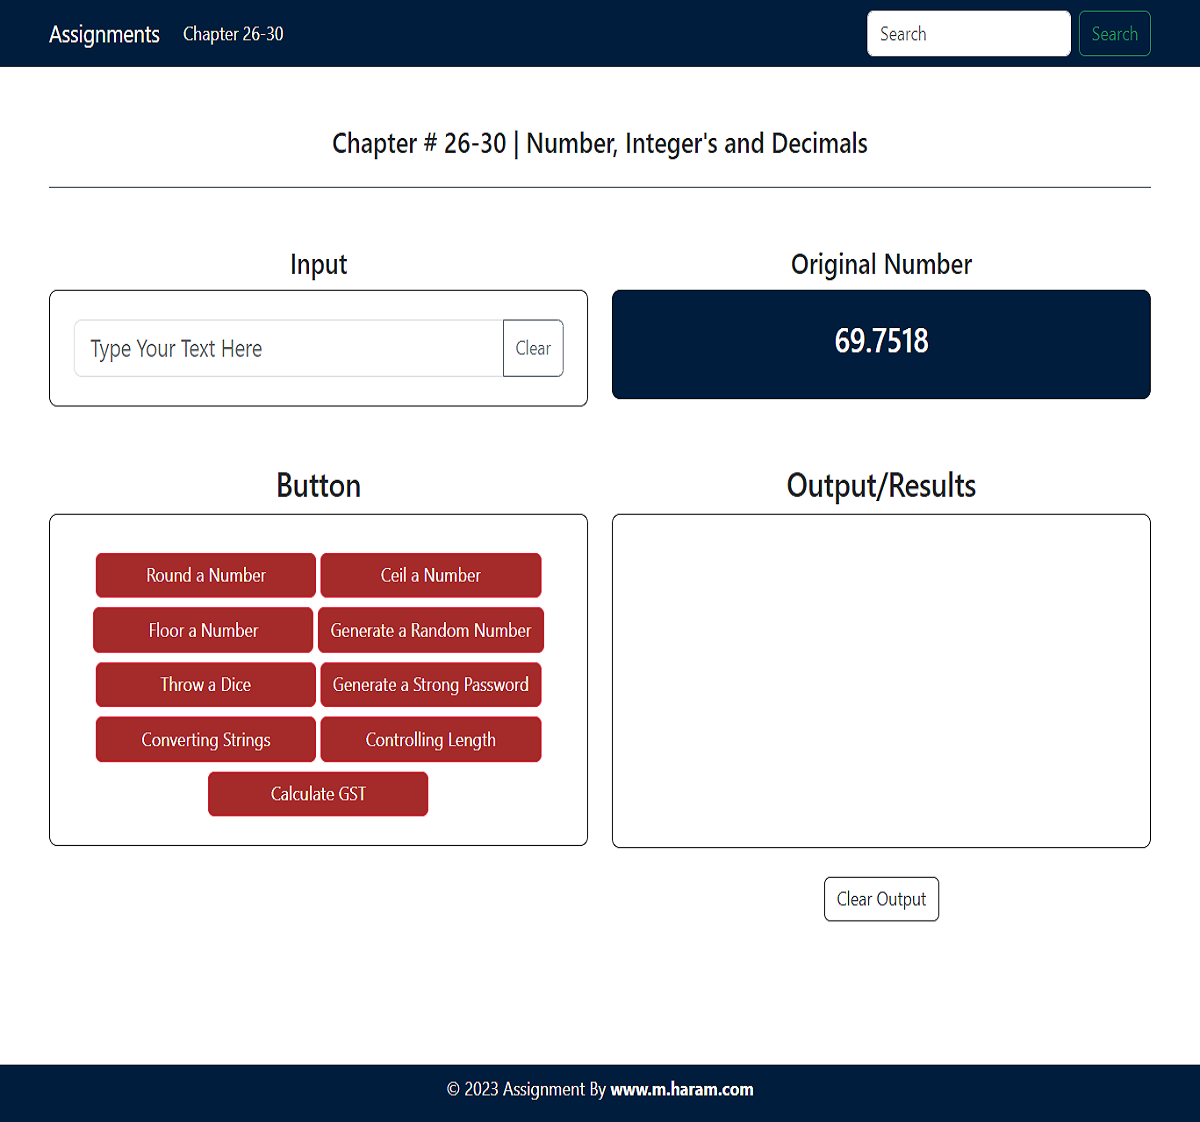 Assignments Chapter 26-30 Search Search
Chapter # 26-30 | Number, Integer's and Decimals
Input
Type Your Text Here Clear
Original Number
69.7518
Button
Round a Number Ceil a Number
Floor a Number Generate a Random Number
Throw a Dice Generate a Strong Password
Converting Strings Controlling Length
Calculate GST
Output/Results
Clear Output
© 2023 Assignment By www.m.haram.com